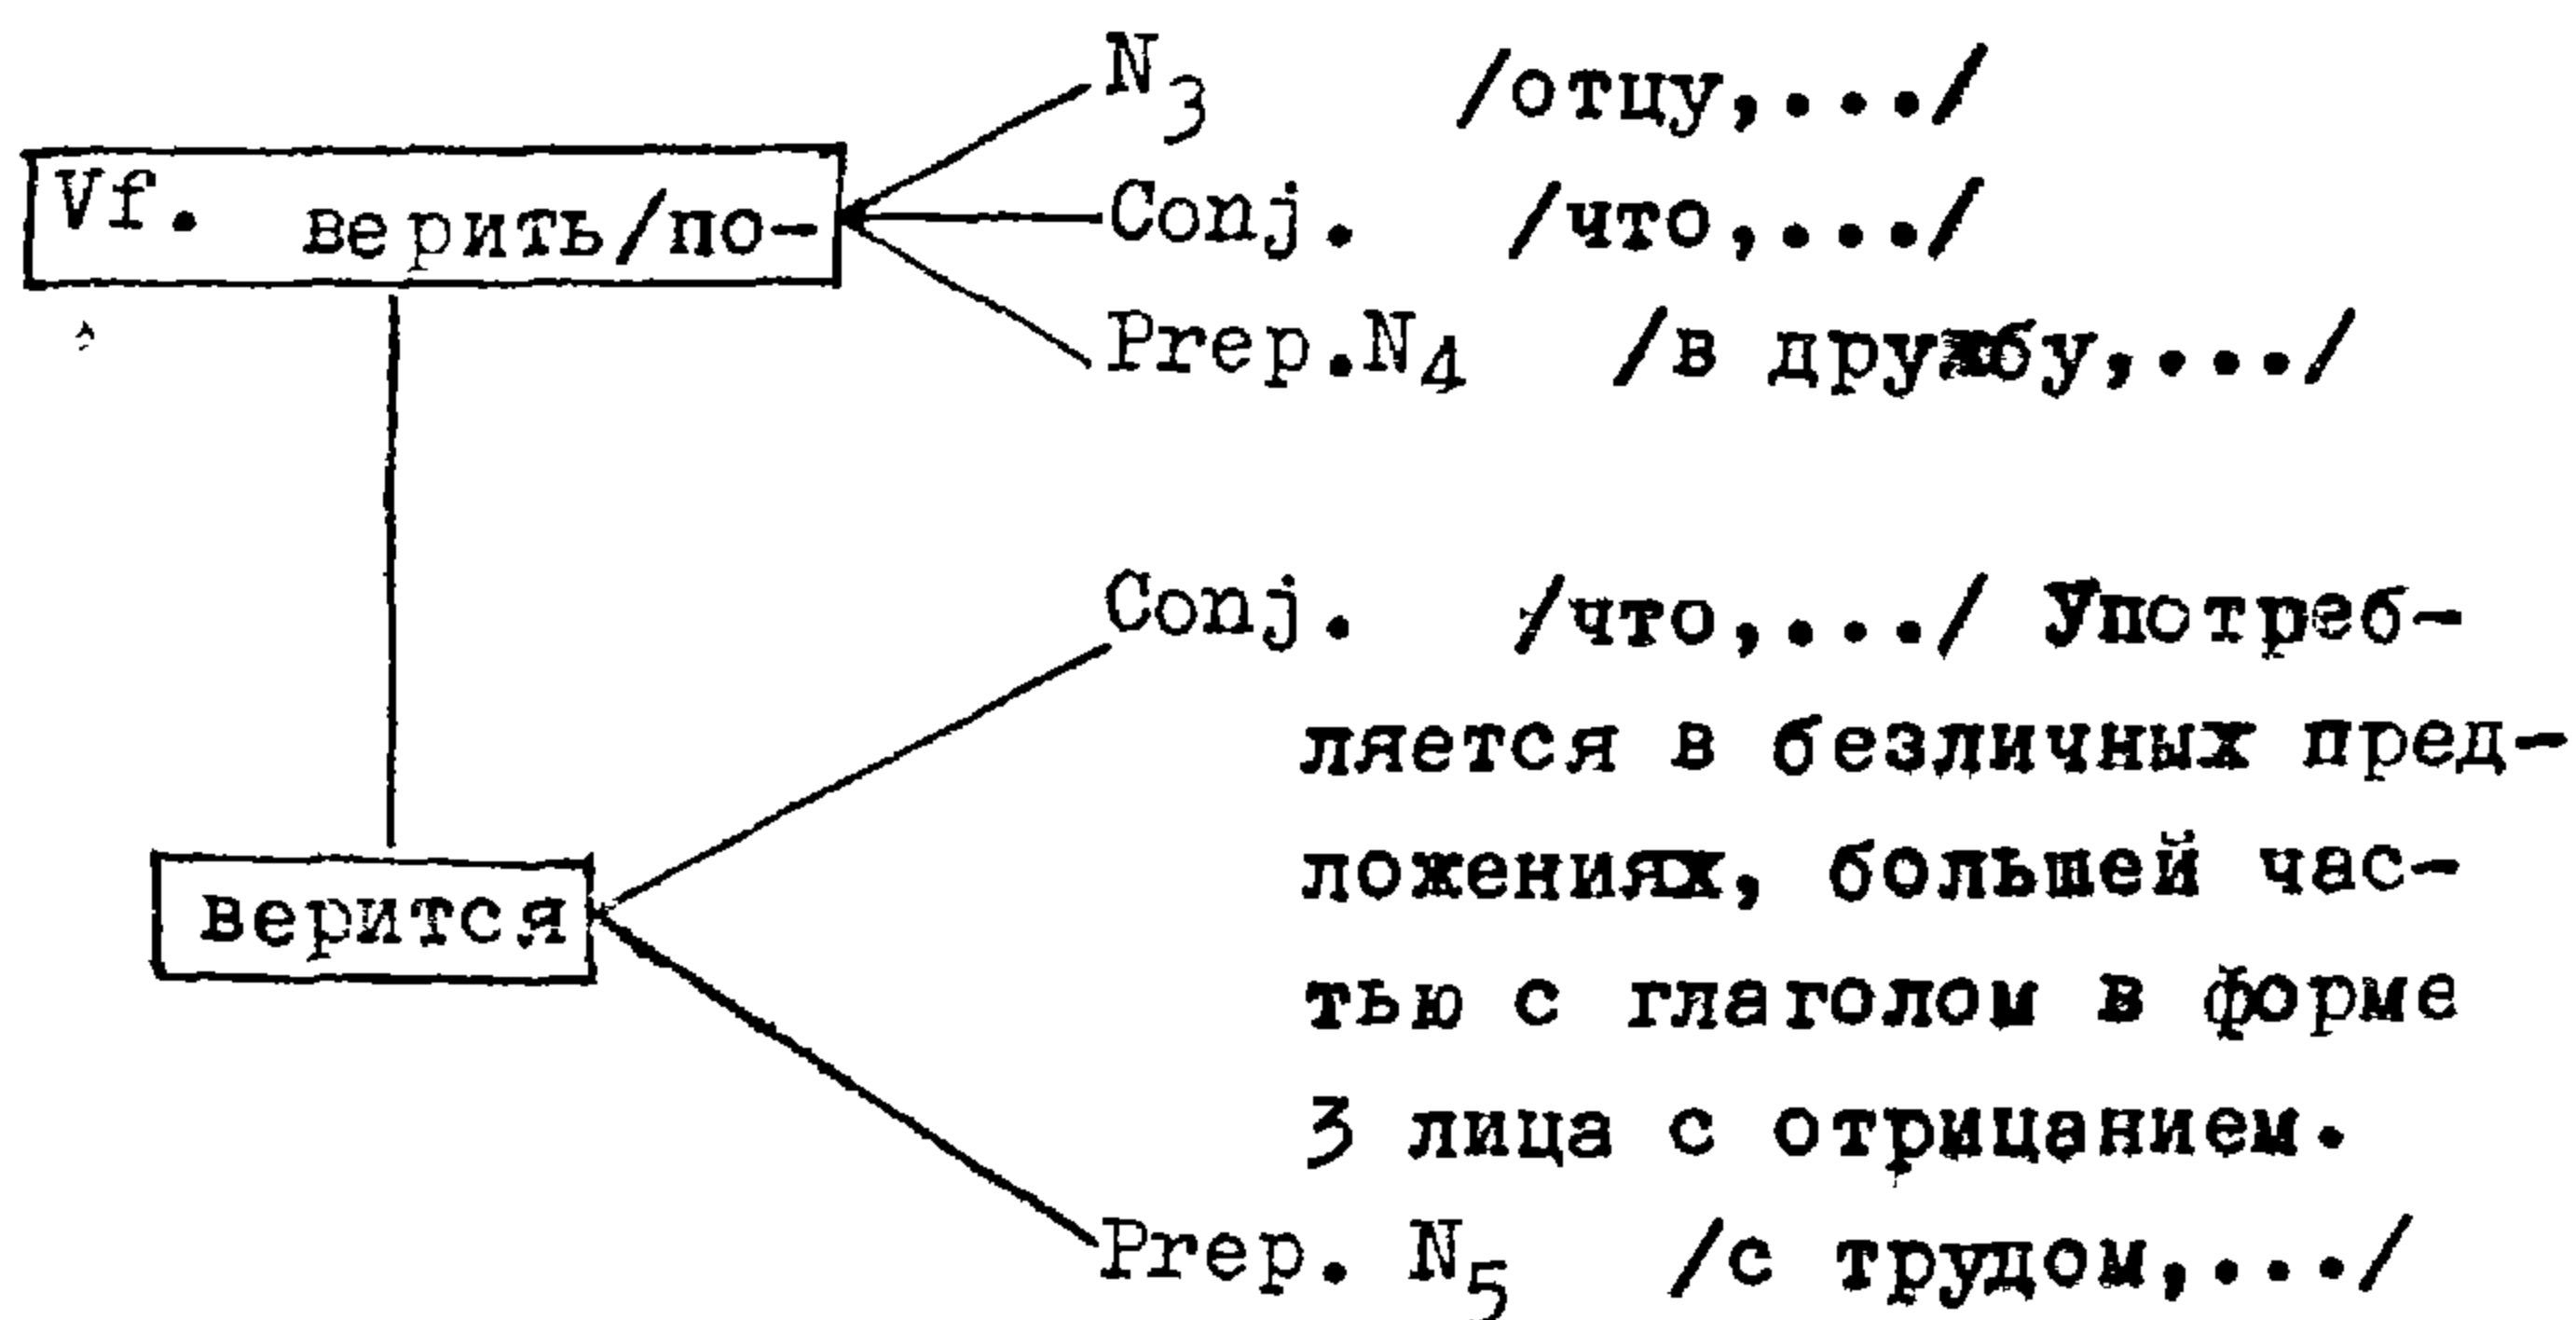 N3 /отцу,.../
Vf. верить/по- Conj. /что,.../
Prep.N4 /в дружбу,.../
Conj. /что,.../ Употреб-
ляется в безличных пред-
ложениях, большей час-
верится
тью с глаголом в форме
3 лица с отрицанием.
Prep. N5 /с трудом,.../